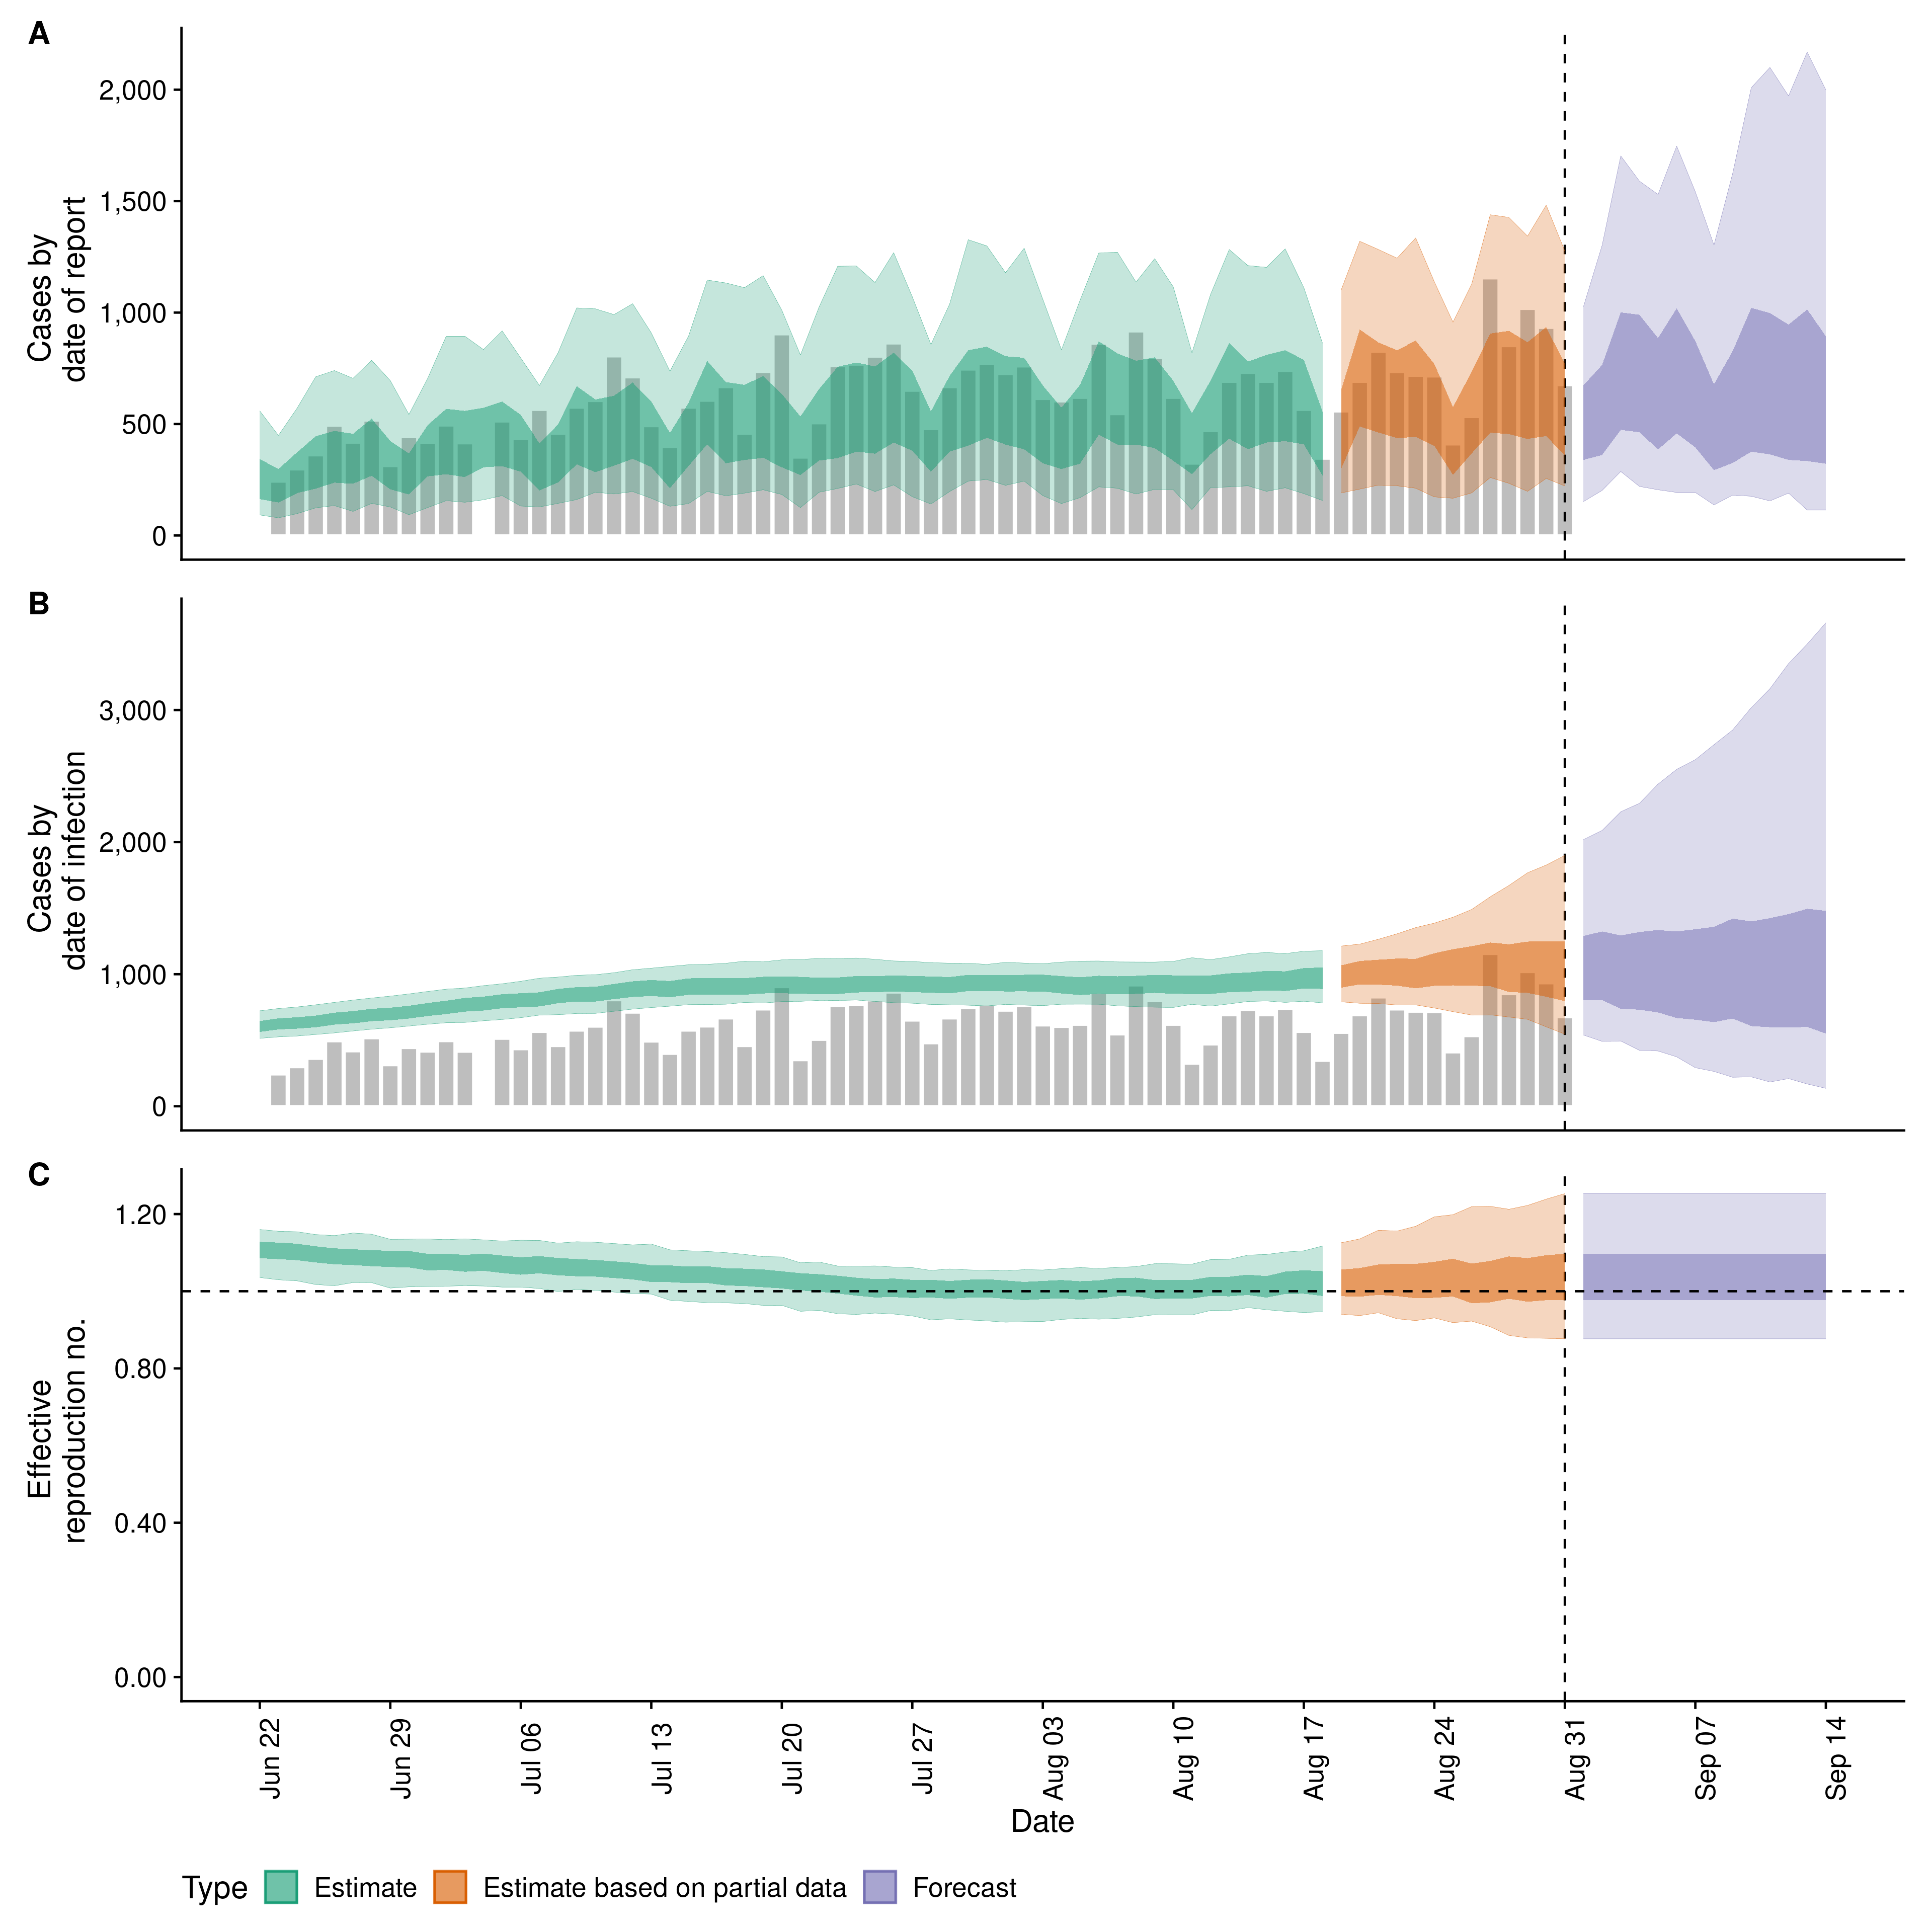 A
Cases by
date of report
2,000
1,500
1,000
500
0
B
Cases by
date of infection
3,000
2,000
1,000
0
C
Effective
reproduction no.
1.20
0.80
0.40
0.00
Jun 22
Jun 29
Jul 06
Jul 13
Jul 20
Jul 27
Aug 03
Aug 10
Aug 17
Aug 24
Aug 31
Sep 07
Sep 14
Date
Type Estimate Estimate based on partial data Forecast